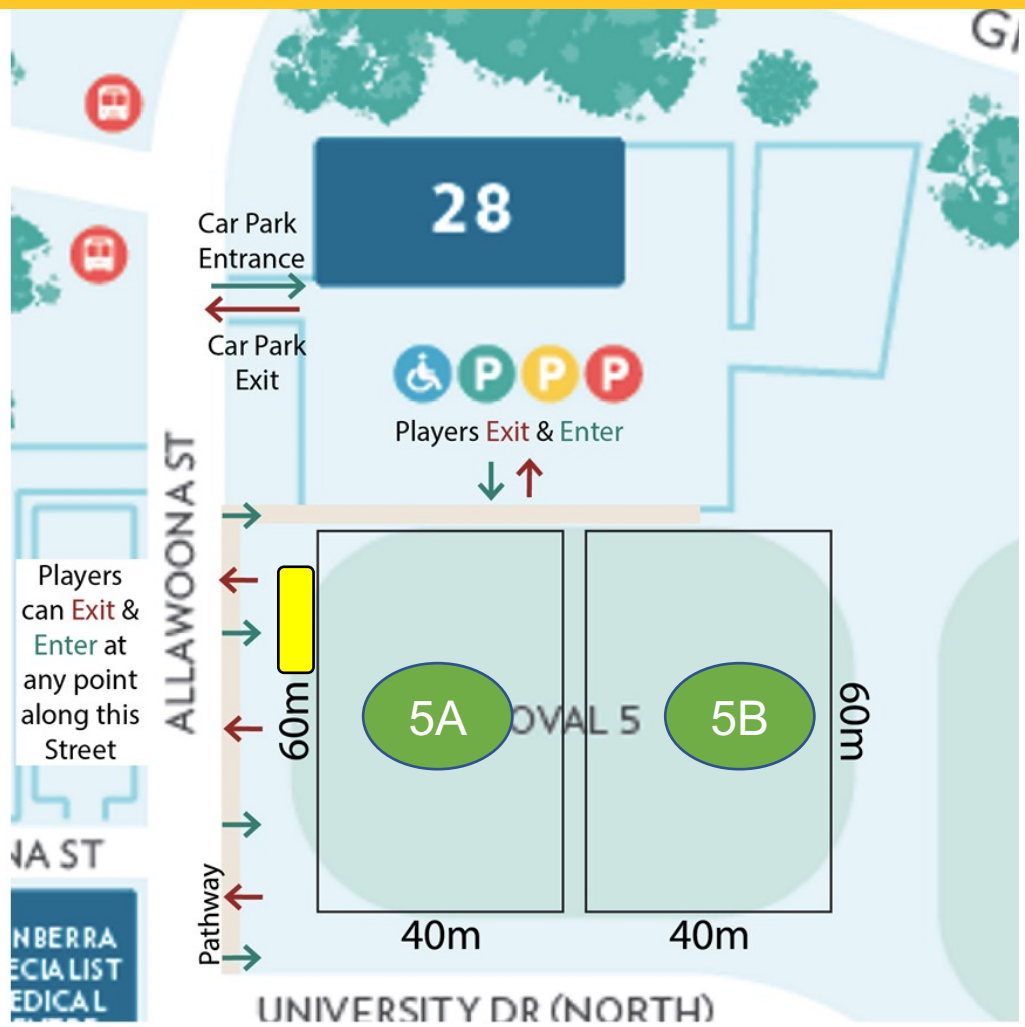 GI
28
Car Park
Entrance
Car Park
Exit
P P P
Players Exit & Enter
ALLAWOONA ST
Players
can Exit &
Enter at
any point
along this
Street
60m
5A
OVAL 5
5B
60m
NA ST
Pathway
40m
40m
NBERRA
ECIALIST
EDICAL
UNIVERSITY DR (NORTH)